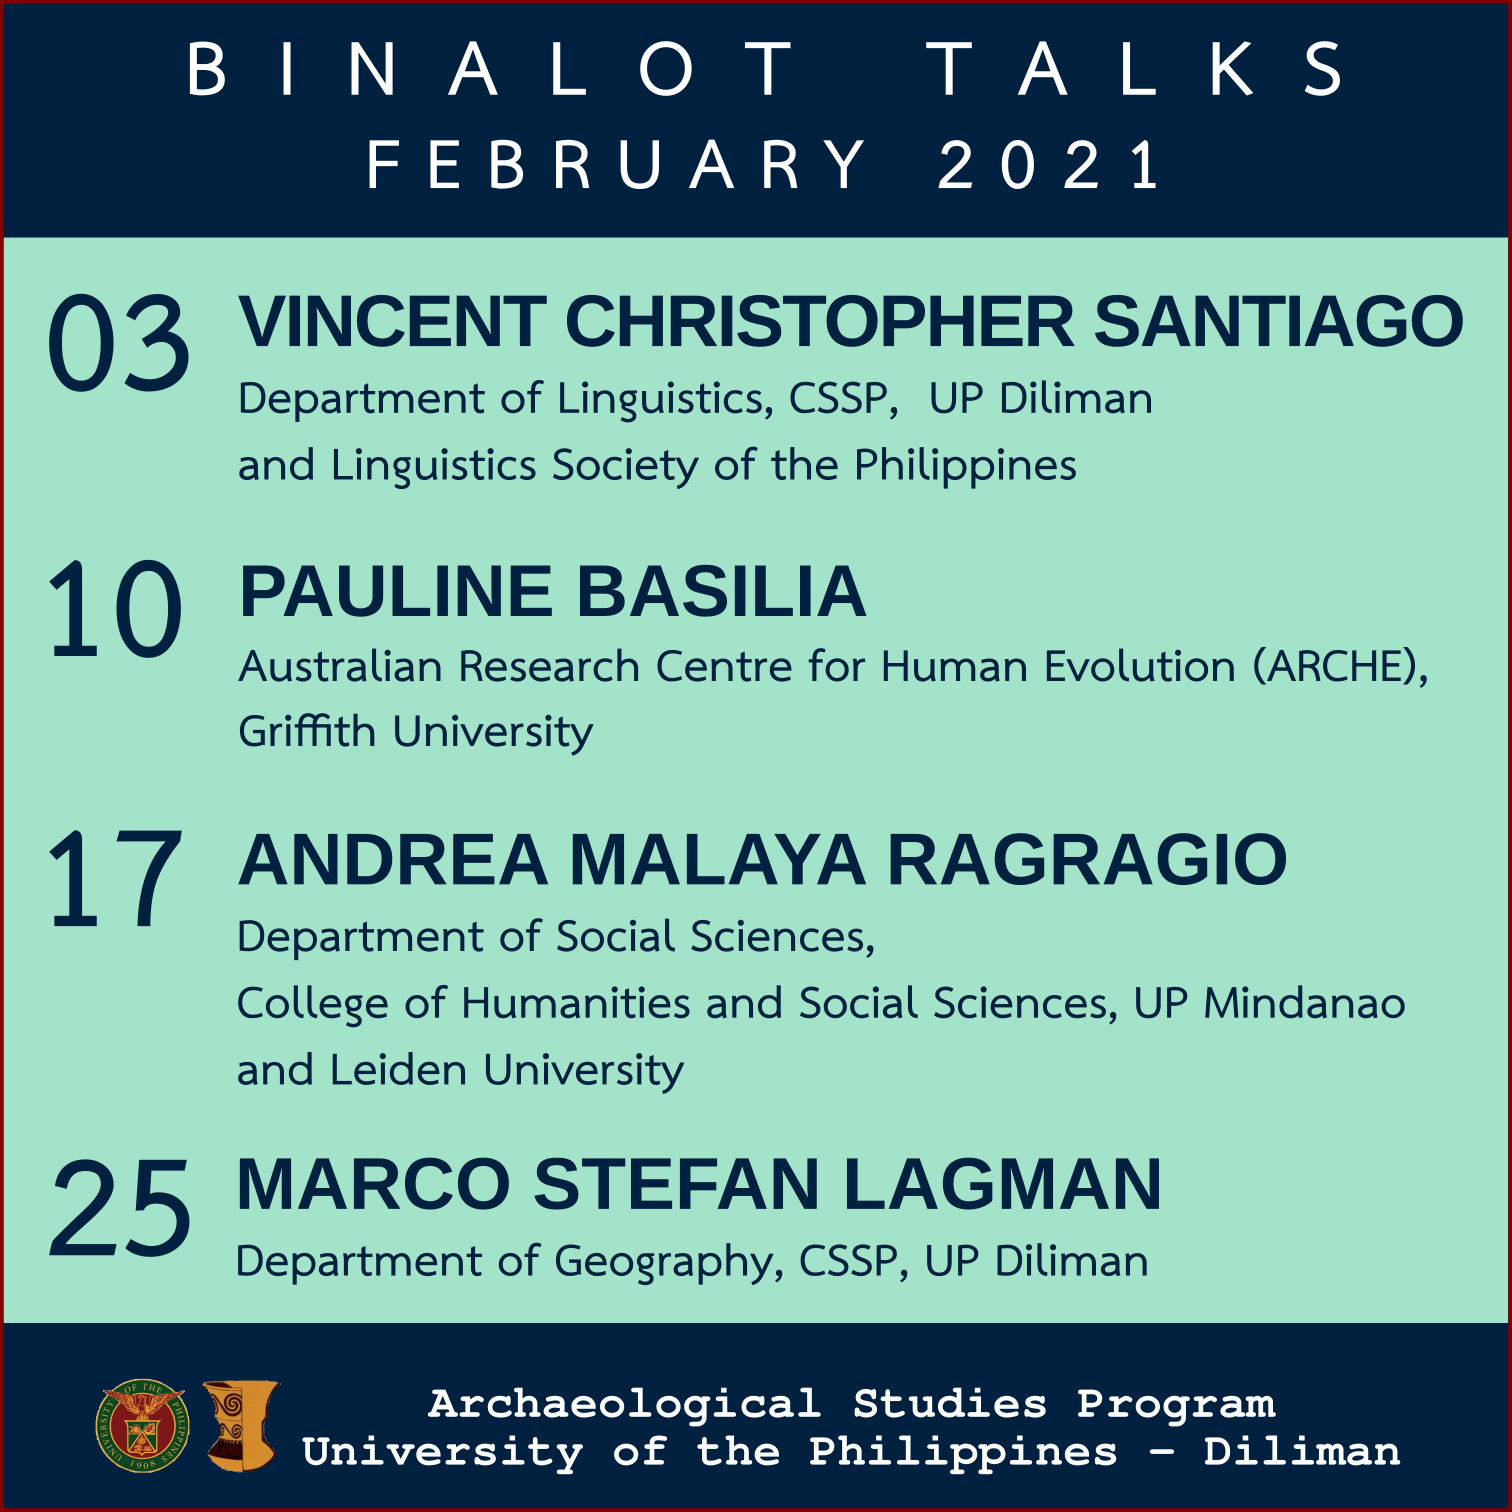 BINALOT TALKS
FEBRUARY 2021
03
VINCENT CHRISTOPHER SANTIAGO
Department of Linguistics, CSSP, UP Diliman
and Linguistics Society of the Philippines
10
PAULINE BASILIA
Australian Research Centre for Human Evolution (ARCHE),
Griffith University
17
ANDREA MALAYA RAGRAGIO
Department of Social Sciences,
College of Humanities and Social Sciences, UP Mindanao
and Leiden University
25
MARCO STEFAN LAGMAN
Department of Geography, CSSP, UP Diliman
UNIVERSITY OF THE PHILIPPINES
1908
Archaeological Studies Program
University of the Philippines – Diliman